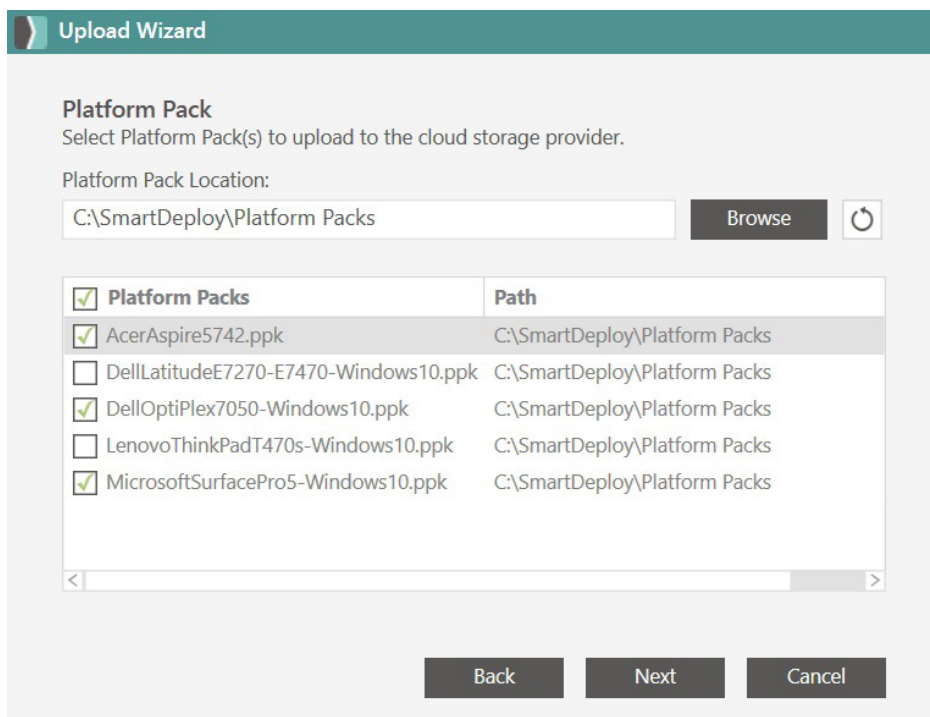 Upload Wizard
Platform Pack
Select Platform Pack(s) to upload to the cloud storage provider.
Platform Pack Location:
C:\SmartDeploy\Platform Packs Browse
Platform Packs Path
AcerAspire5742.ppk C:\SmartDeploy\Platform Packs
DellLatitudeE7270-E7470-Windows10.ppk C:\SmartDeploy\Platform Packs
DellOptiPlex7050-Windows10.ppk C:\SmartDeploy\Platform Packs
LenovoThinkPadT470s-Windows10.ppk C:\SmartDeploy\Platform Packs
MicrosoftSurfacePro5-Windows10.ppk C:\SmartDeploy\Platform Packs
Back Next Cancel